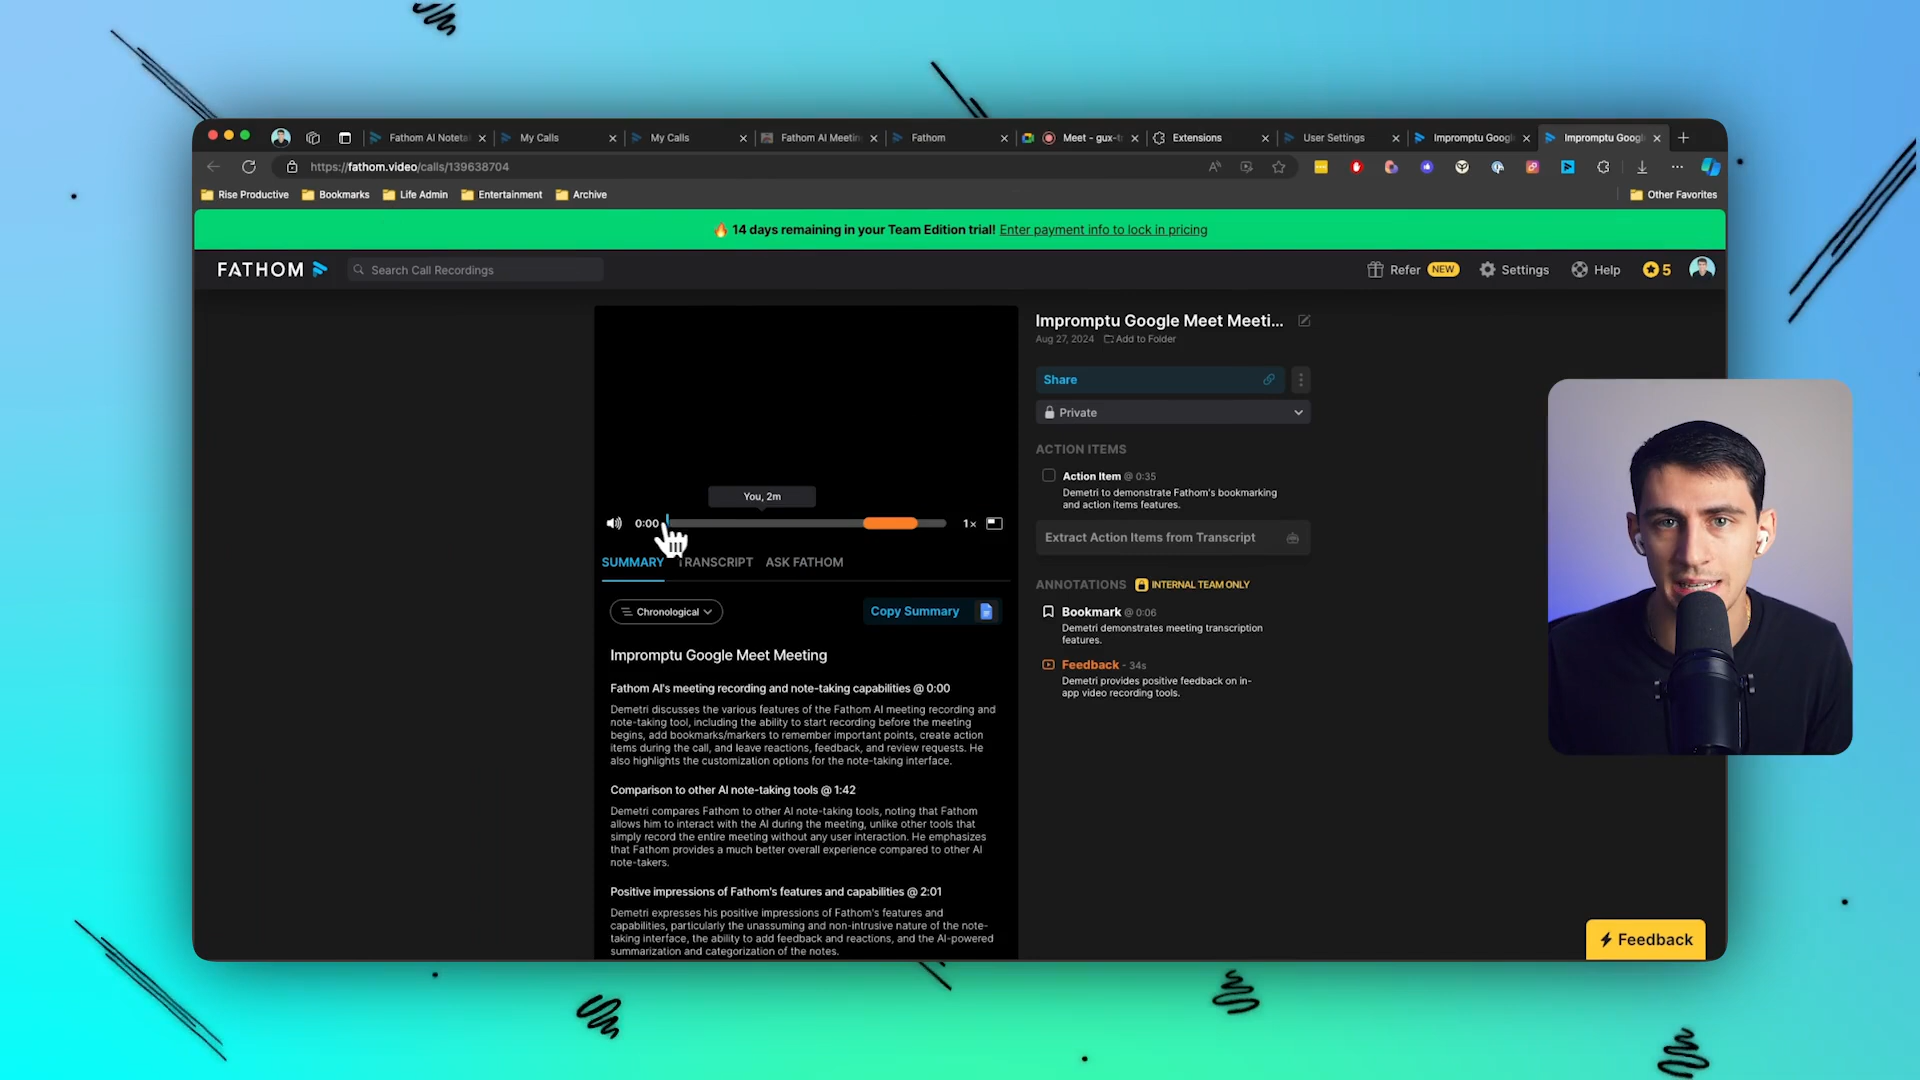 Fathom AI Noteta
My Calls
My Calls
Fathom AI Meetin
Fathom
Meet - gux-t
Extensions
User Settings
Impromptu Googl
Impromptu Googl
https://fathom.video/calls/139638704
Rise Productive
Bookmarks
Life Admin
Entertainment
Archive
Other Favorites
14 days remaining in your Team Edition trial! Enter payment info to lock in pricing
FATHOM
Search Call Recordings
Refer NEW
Settings
Help
5
Impromptu Google Meet Meeti...
Aug 27, 2024 Add to Folder
Share
Private
ACTION ITEMS
Action Item @ 0:35
Demetri to demonstrate Fathom's bookmarking
and action items features.
Extract Action Items from Transcript
ANNOTATIONS INTERNAL TEAM ONLY
Bookmark @ 0:06
Demetri demonstrates meeting transcription
features.
Feedback - 34s
Demetri provides positive feedback on in-
app video recording tools.
You, 2m
0:00
1×
SUMMARY
TRANSCRIPT
ASK FATHOM
Chronological
Copy Summary
Impromptu Google Meet Meeting
Fathom AI's meeting recording and note-taking capabilities @ 0:00
Demetri discusses the various features of the Fathom AI meeting recording and
note-taking tool, including the ability to start recording before the meeting
begins, add bookmarks/markers to remember important points, create action
items during the call, and leave reactions, feedback, and review requests. He
also highlights the customization options for the note-taking interface.
Comparison to other AI note-taking tools @ 1:42
Demetri compares Fathom to other AI note-taking tools, noting that Fathom
allows him to interact with the AI during the meeting, unlike other tools that
simply record the entire meeting without any user interaction. He emphasizes
that Fathom provides a much better overall experience compared to other AI
note-takers.
Positive impressions of Fathom's features and capabilities @ 2:01
Demetri expresses his positive impressions of Fathom's features and
capabilities, particularly the unassuming and non-intrusive nature of the note-
taking interface, the ability to add feedback and reactions, and the AI-powered
summarization and categorization of the notes.
Feedback